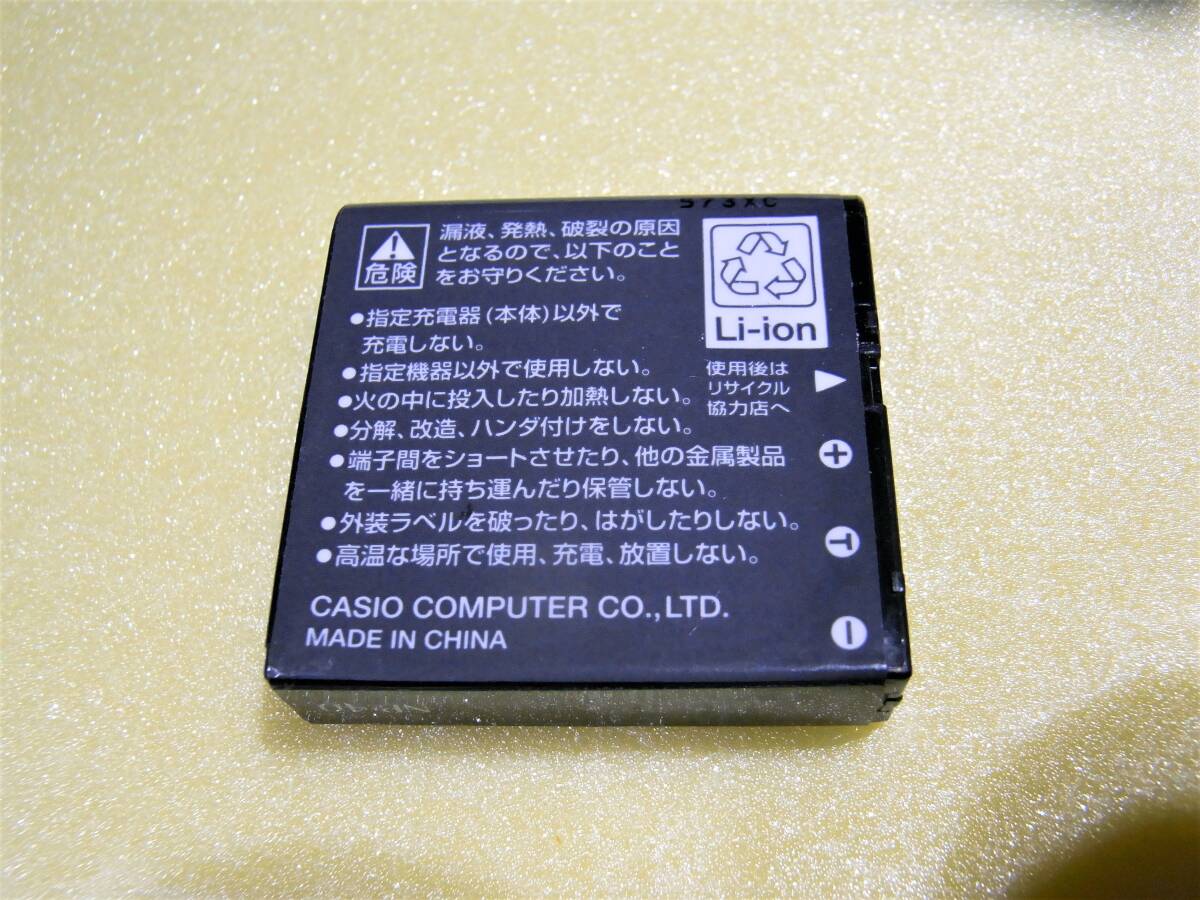 573XC
危険
漏液、発熱、破裂の原因
となるので、以下のこと
をお守りください。
●指定充電器(本体)以外で
充電しない。
●指定機器以外で使用しない。
●火の中に投入したり加熱しない。
●分解、改造、ハンダ付けをしない。
●端子間をショートさせたり、他の金属製品
を一緒に持ち運んだり保管しない。
●外装ラベルを破ったり、はがしたりしない。
●高温な場所で使用、充電、放置しない。
Li-ion
使用後は
リサイクル
協力店へ
+
T
−
CASIO COMPUTER CO.,LTD.
MADE IN CHINA